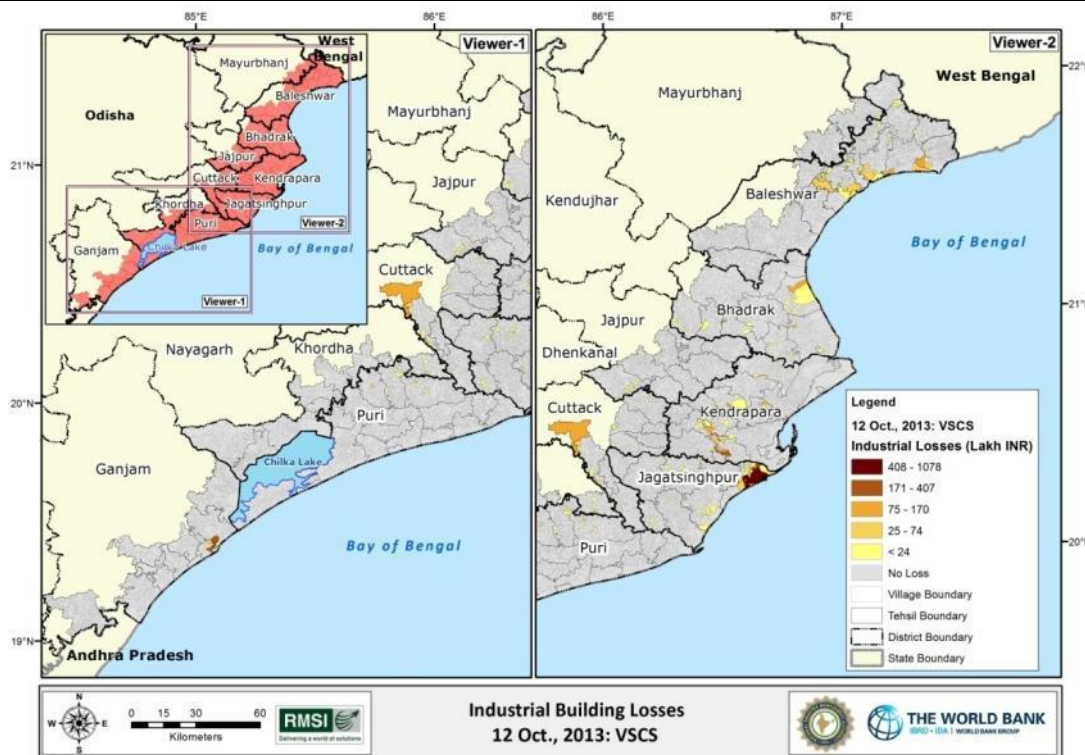 85°E
86°E
Viewer-1
West
Bengal
Mayurbhanj
Baleshwar
Odisha
Bhadrak
Jajpur
Cuttack
Kendrapara
Khordha
Jagatsinghpur
Puri
Viewer-2
Ganjam
Chilka Lake
Bay of Bengal
Viewer-1
21°N
20°N
19°N
Mayurbhanj
Jajpur
Cuttack
Nayagarh
Khordha
Puri
Ganjam
Chilka Lake
Bay of Bengal
Andhra Pradesh
86°E
87°E
Viewer-2
22°N
West Bengal
Mayurbhanj
Baleshwar
Kendujhar
Bay of Bengal
21°N
Bhadrak
Jajpur
Dhenkanal
Cuttack
Kendrapara
Jagatsinghpur
Puri
20°N
Legend
12 Oct., 2013: VSCS
Industrial Losses (Lakh INR)
408 - 1078
171 - 407
75 - 170
25 - 74
< 24
No Loss
Village Boundary
Tehsil Boundary
District Boundary
State Boundary
N
W E
S
0 15 30 60
Kilometers
RMSI
Delivering a world of solutions
Industrial Building Losses
12 Oct., 2013: VSCS
THE WORLD BANK
IBRD • IDA | WORLD BANK GROUP